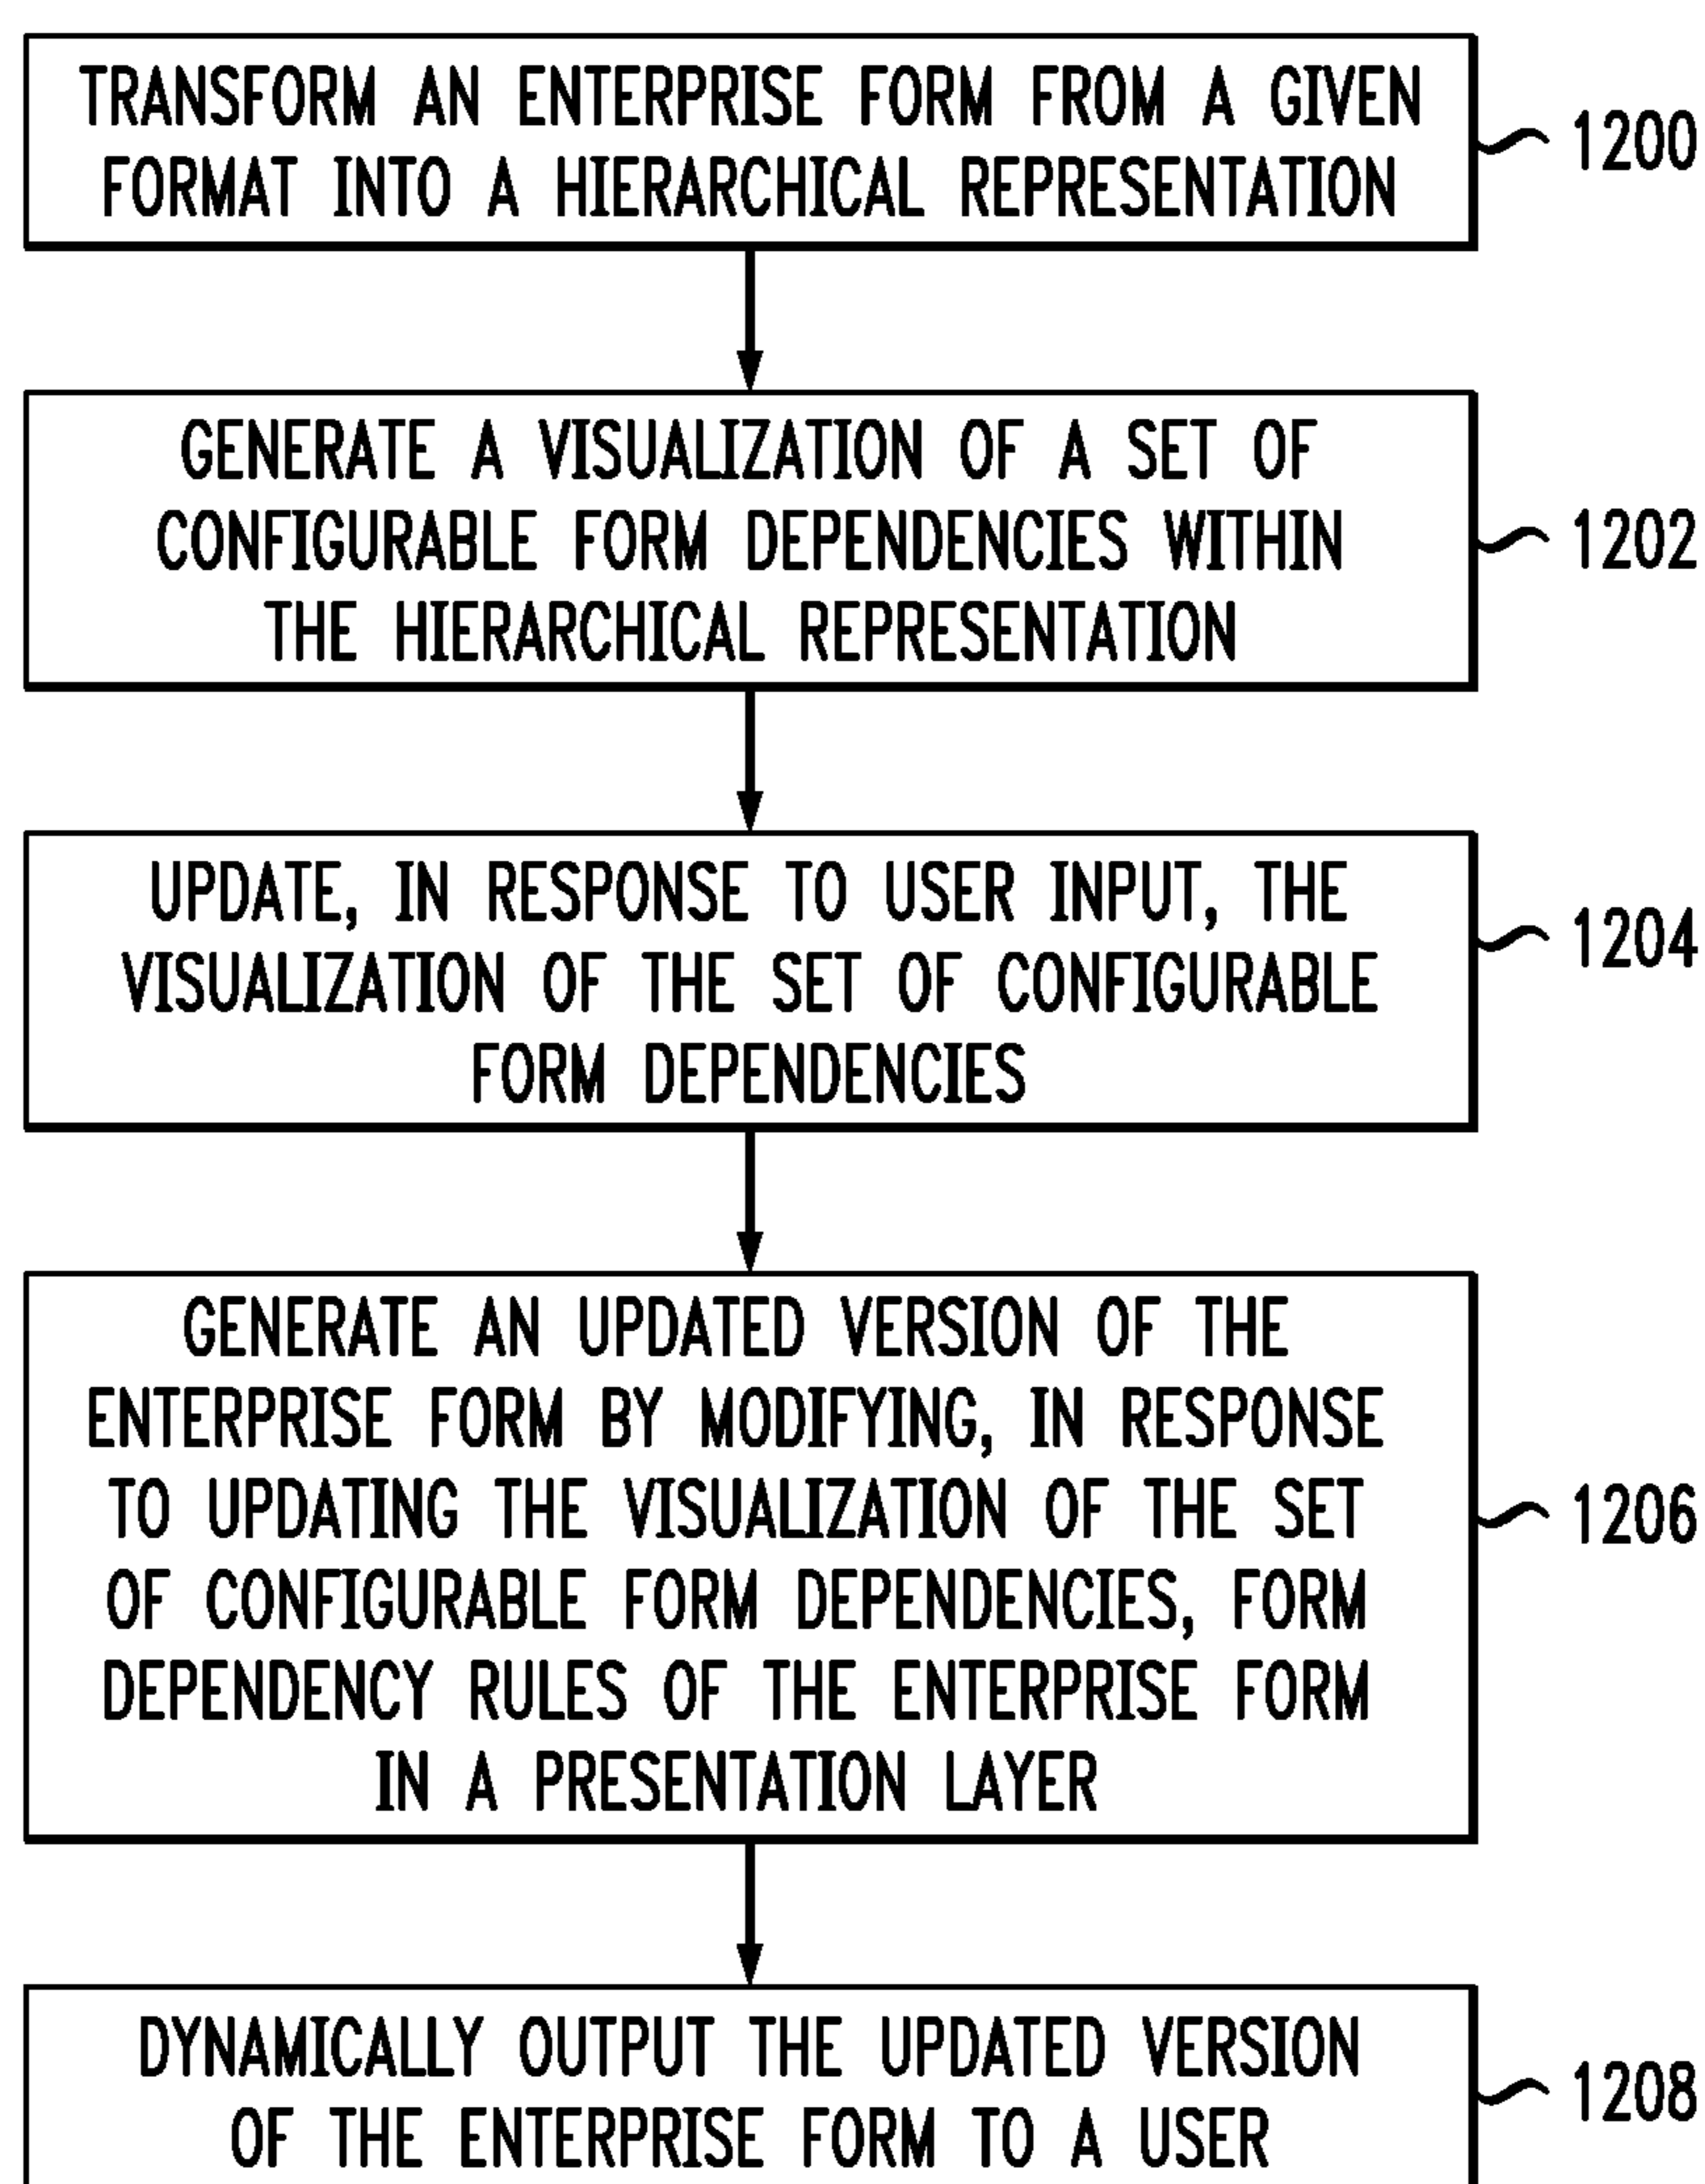 TRANSFORM AN ENTERPRISE FORM FROM A GIVEN
FORMAT INTO A HIERARCHICAL REPRESENTATION
1200
GENERATE A VISUALIZATION OF A SET OF
CONFIGURABLE FORM DEPENDENCIES WITHIN
THE HIERARCHICAL REPRESENTATION
1202
UPDATE, IN RESPONSE TO USER INPUT, THE
VISUALIZATION OF THE SET OF CONFIGURABLE
FORM DEPENDENCIES
1204
GENERATE AN UPDATED VERSION OF THE
ENTERPRISE FORM BY MODIFYING, IN RESPONSE
TO UPDATING THE VISUALIZATION OF THE SET
OF CONFIGURABLE FORM DEPENDENCIES, FORM
DEPENDENCY RULES OF THE ENTERPRISE FORM
IN A PRESENTATION LAYER
1206
DYNAMICALLY OUTPUT THE UPDATED VERSION
OF THE ENTERPRISE FORM TO A USER
1208